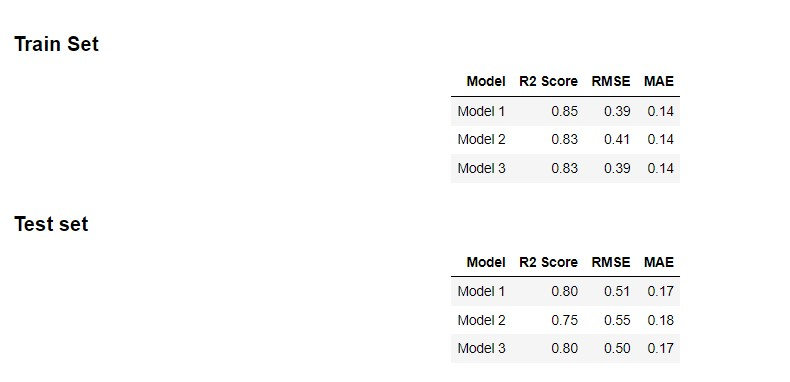 Train Set
Model R2 Score RMSE MAE
Model 1 0.85 0.39 0.14
Model 2 0.83 0.41 0.14
Model 3 0.83 0.39 0.14
Test set
Model R2 Score RMSE MAE
Model 1 0.80 0.51 0.17
Model 2 0.75 0.55 0.18
Model 3 0.80 0.50 0.17